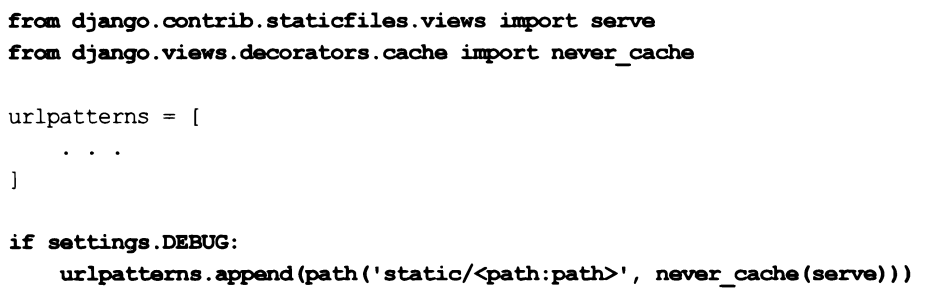 from django.contrib.staticfiles.views import serve
from django.views.decorators.cache import never_cache
urlpatterns = [
    . . .
]
if settings.DEBUG:
    urlpatterns.append(path('static/<path:path>', never_cache(serve)))